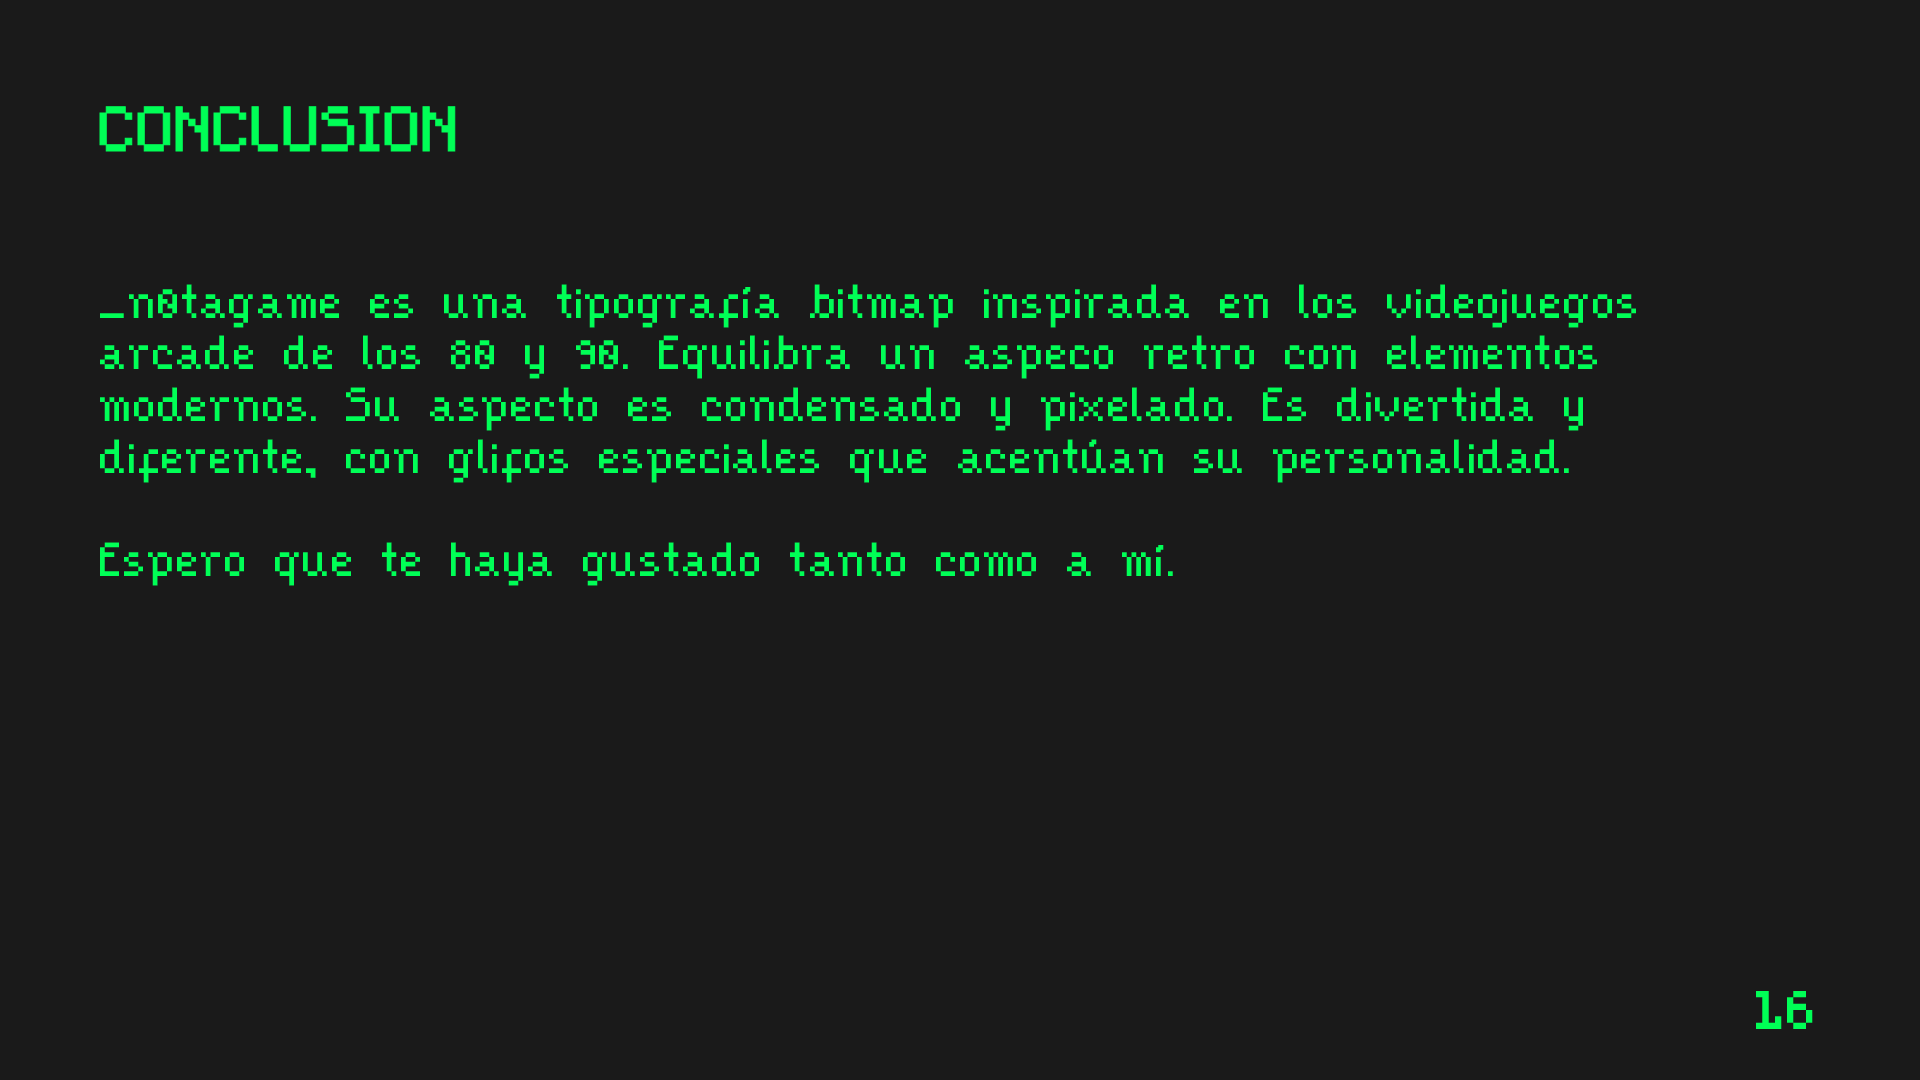 CONCLUSION
_n0tagame es una tipografía bitmap inspirada en los videojuegos
arcade de los 80 y 90. Equilibra un aspeco retro con elementos
modernos. Su aspecto es condensado y pixelado. Es divertida y
diferente, con glifos especiales que acentúan su personalidad.
Espero que te haya gustado tanto como a mí.
16